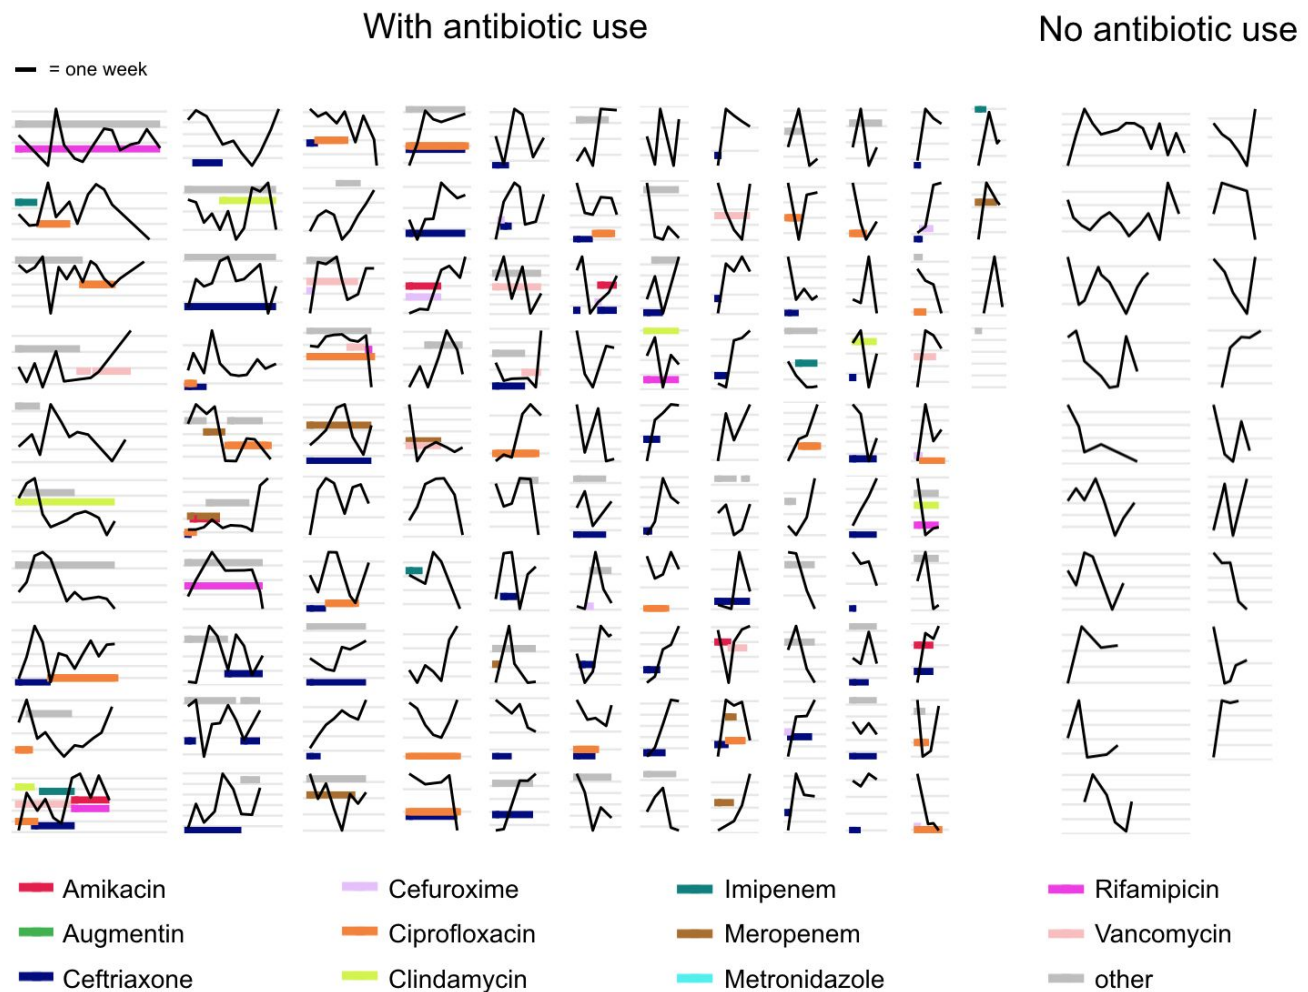 With antibiotic use
No antibiotic use
= one week
Amikacin
Cefuroxime
Imipenem
Rifamipicin
Augmentin
Ciprofloxacin
Meropenem
Vancomycin
Ceftriaxone
Clindamycin
Metronidazole
other